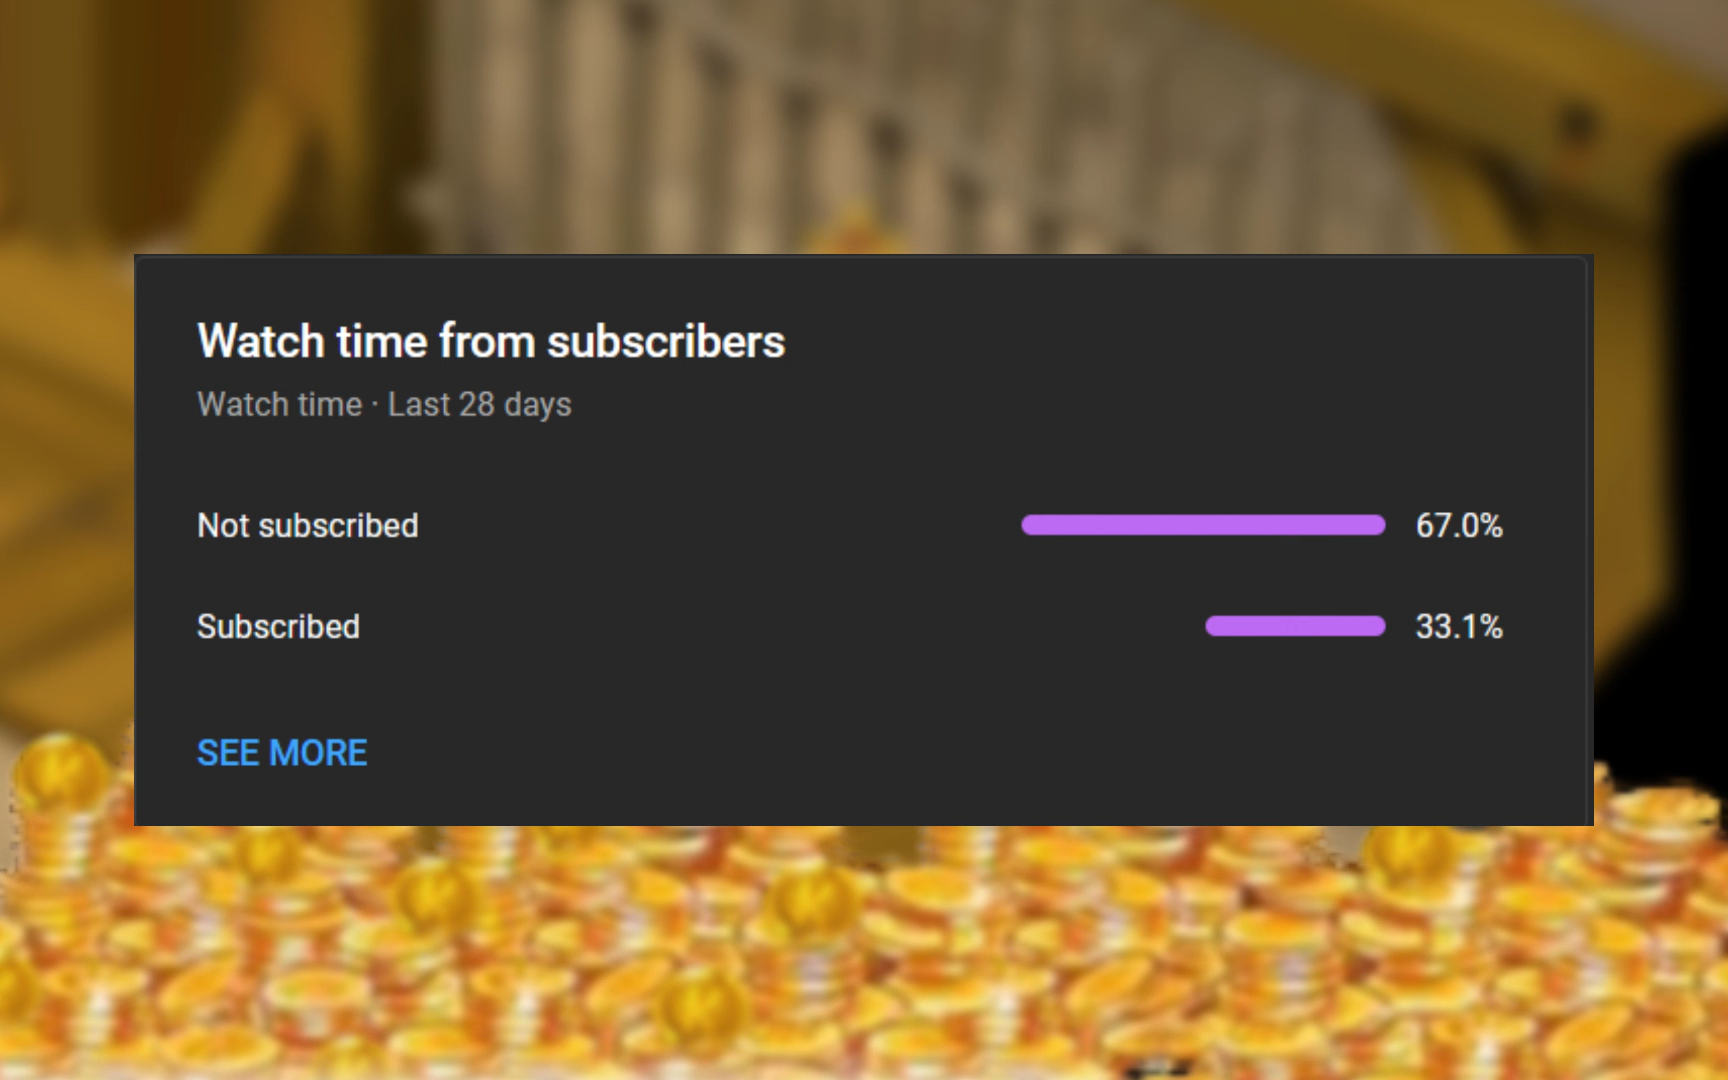 Watch time from subscribers
Watch time · Last 28 days
Not subscribed 67.0%
Subscribed 33.1%
SEE MORE